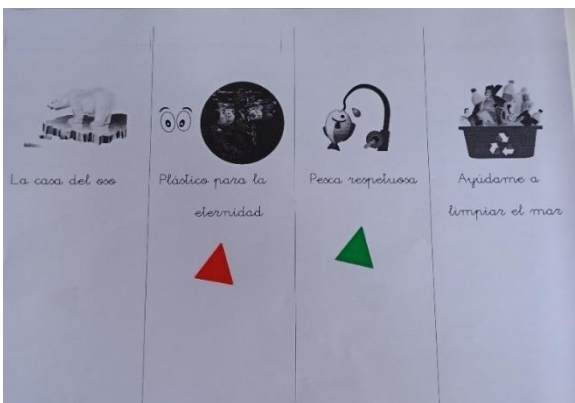 La casa del oso
Plástico para la
eternidad
Pesca respetuosa
Ayúdame a
limpiar el mar